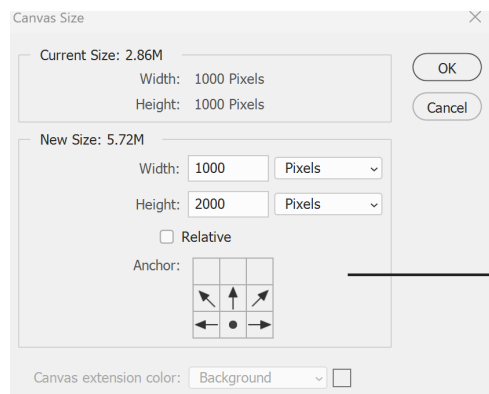 Canvas Size
Current Size: 2.86M
Width: 1000 Pixels
Height: 1000 Pixels
OK
Cancel
New Size: 5.72M
Width: 1000 Pixels
Height: 2000 Pixels
Relative
Anchor:
Canvas extension color: Background